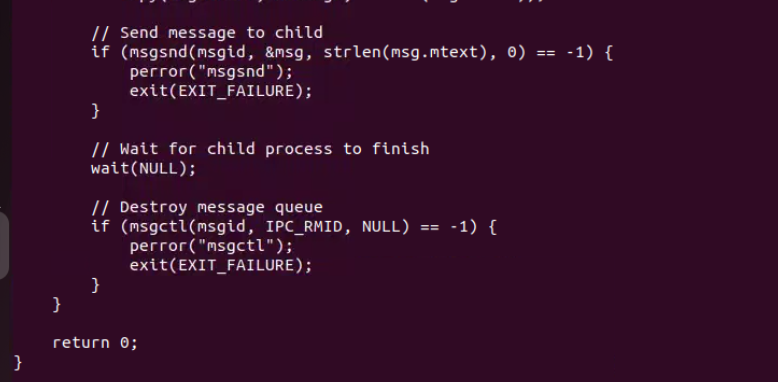 // Send message to child
if (msgsnd(msgid, &msg, strlen(msg.mtext), 0) == -1) {
perror("msgsnd");
exit(EXIT_FAILURE);
}
// Wait for child process to finish
wait(NULL);
// Destroy message queue
if (msgctl(msgid, IPC_RMID, NULL) == -1) {
perror("msgctl");
exit(EXIT_FAILURE);
}
}
return 0;
}